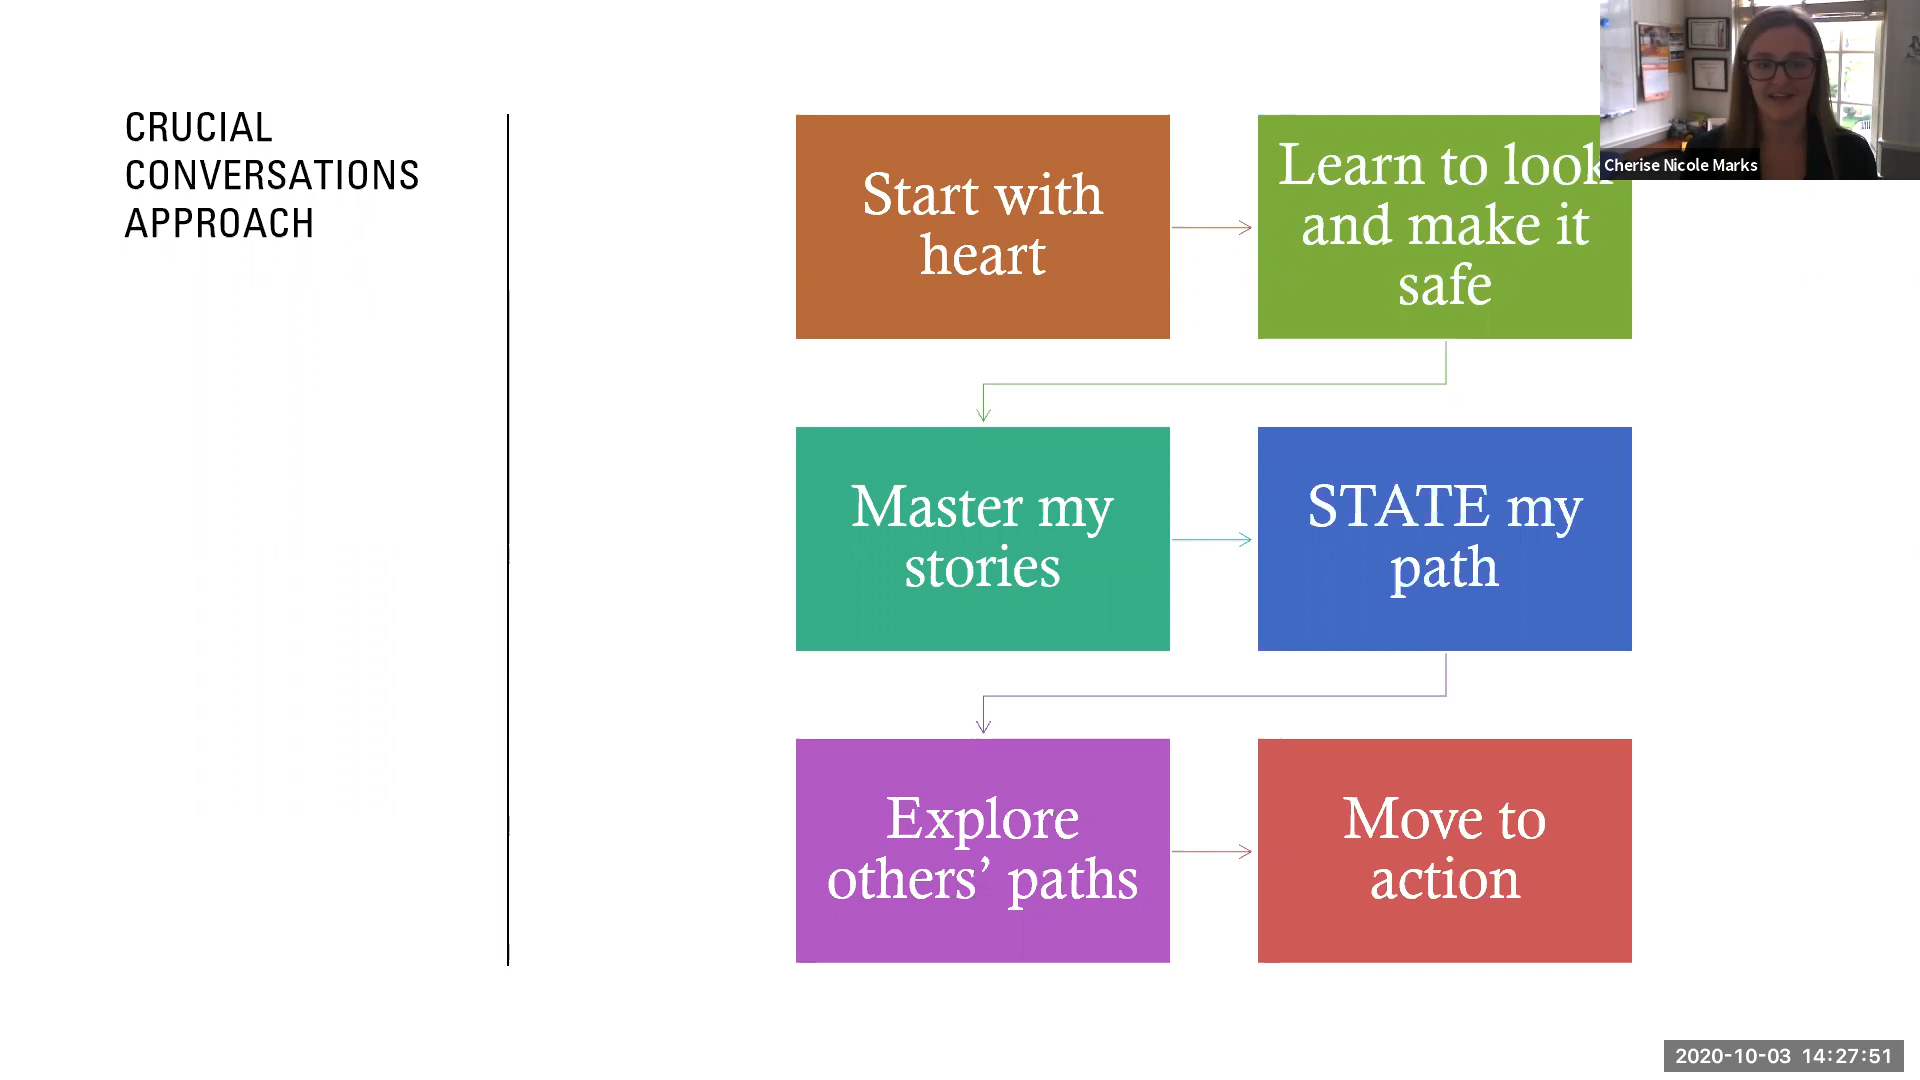 CRUCIAL
CONVERSATIONS
APPROACH
Start with
heart
Learn to look
and make it
safe
Master my
stories
STATE my
path
Explore
others’ paths
Move to
action
Cherise Nicole Marks
2020-10-03 14:27:51